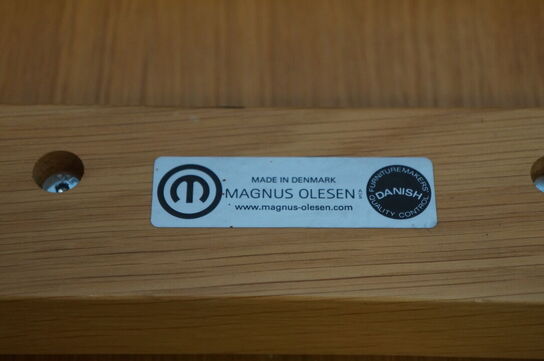 MADE IN DENMARK
MAGNUS OLESEN
www.magnus-olesen.com
FURNITUREMAKERS'
DANISH
QUALITY CONTROL